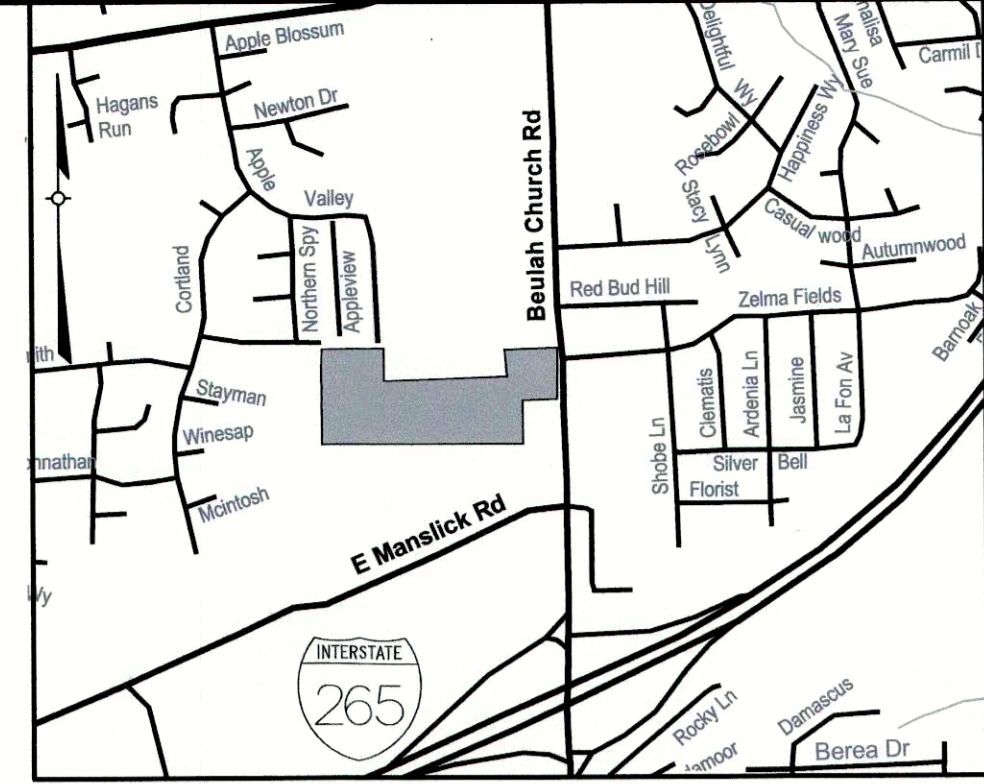 Apple Blossum
Hagans
Run
Newton Dr
Apple
Valley
Cortland
Northern Spy
Appleview
Stayman
Winesap
Mcintosh
Beulah Church Rd
E Manslick Rd
INTERSTATE
265
Delightful
Wy
Rosebowl
Happiness Wy
Mary Sue
Carmil
Stacy
Lynn
Casual wood
Autumnwood
Red Bud Hill
Zelma Fields
Barnoak
Clematis
Ardenia Ln
Jasmine
La Fon Av
Shobe Ln
Silver Bell
Florist
Rocky Ln
Damascus
Berea Dr
Wy